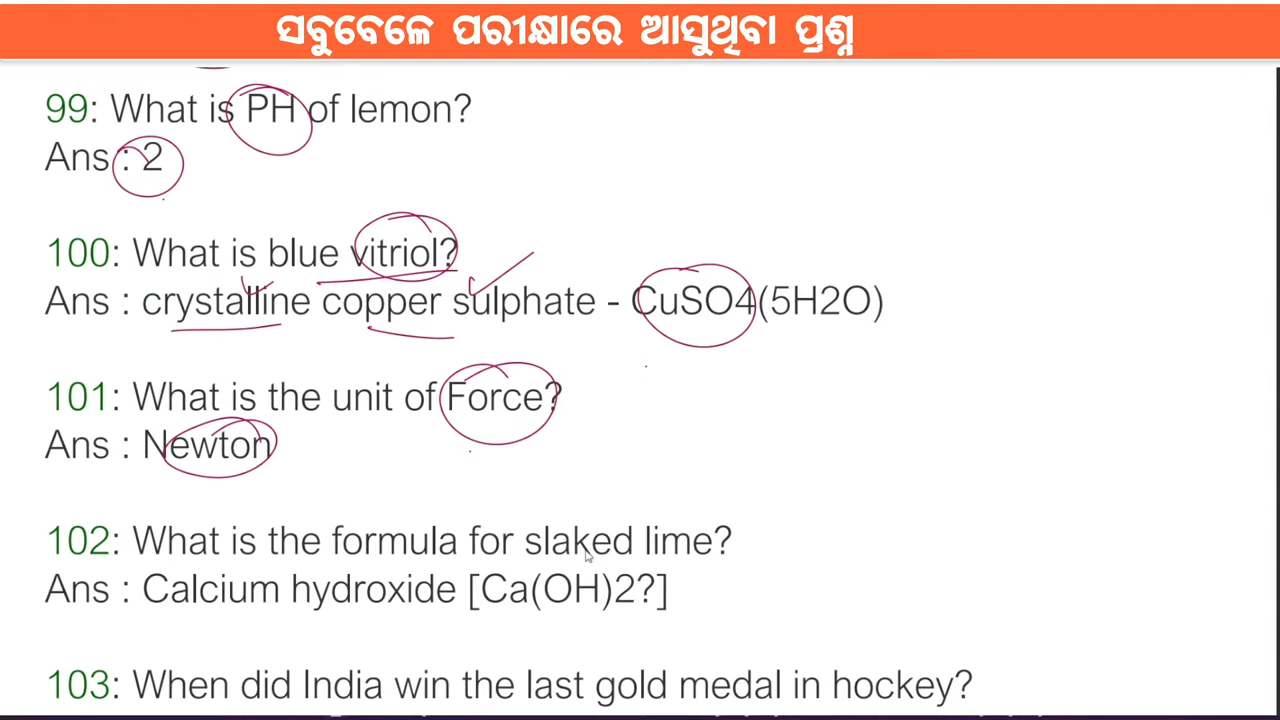 ସବୁବେଳେ ପରୀକ୍ଷାରେ ଆସୁଥିବା ପ୍ରଶ୍ନ
99: What is PH of lemon?
Ans : 2
100: What is blue vitriol?
Ans : crystalline copper sulphate - CuSO4(5H2O)
101: What is the unit of Force?
Ans : Newton
102: What is the formula for slaked lime?
Ans : Calcium hydroxide [Ca(OH)2?]
103: When did India win the last gold medal in hockey?